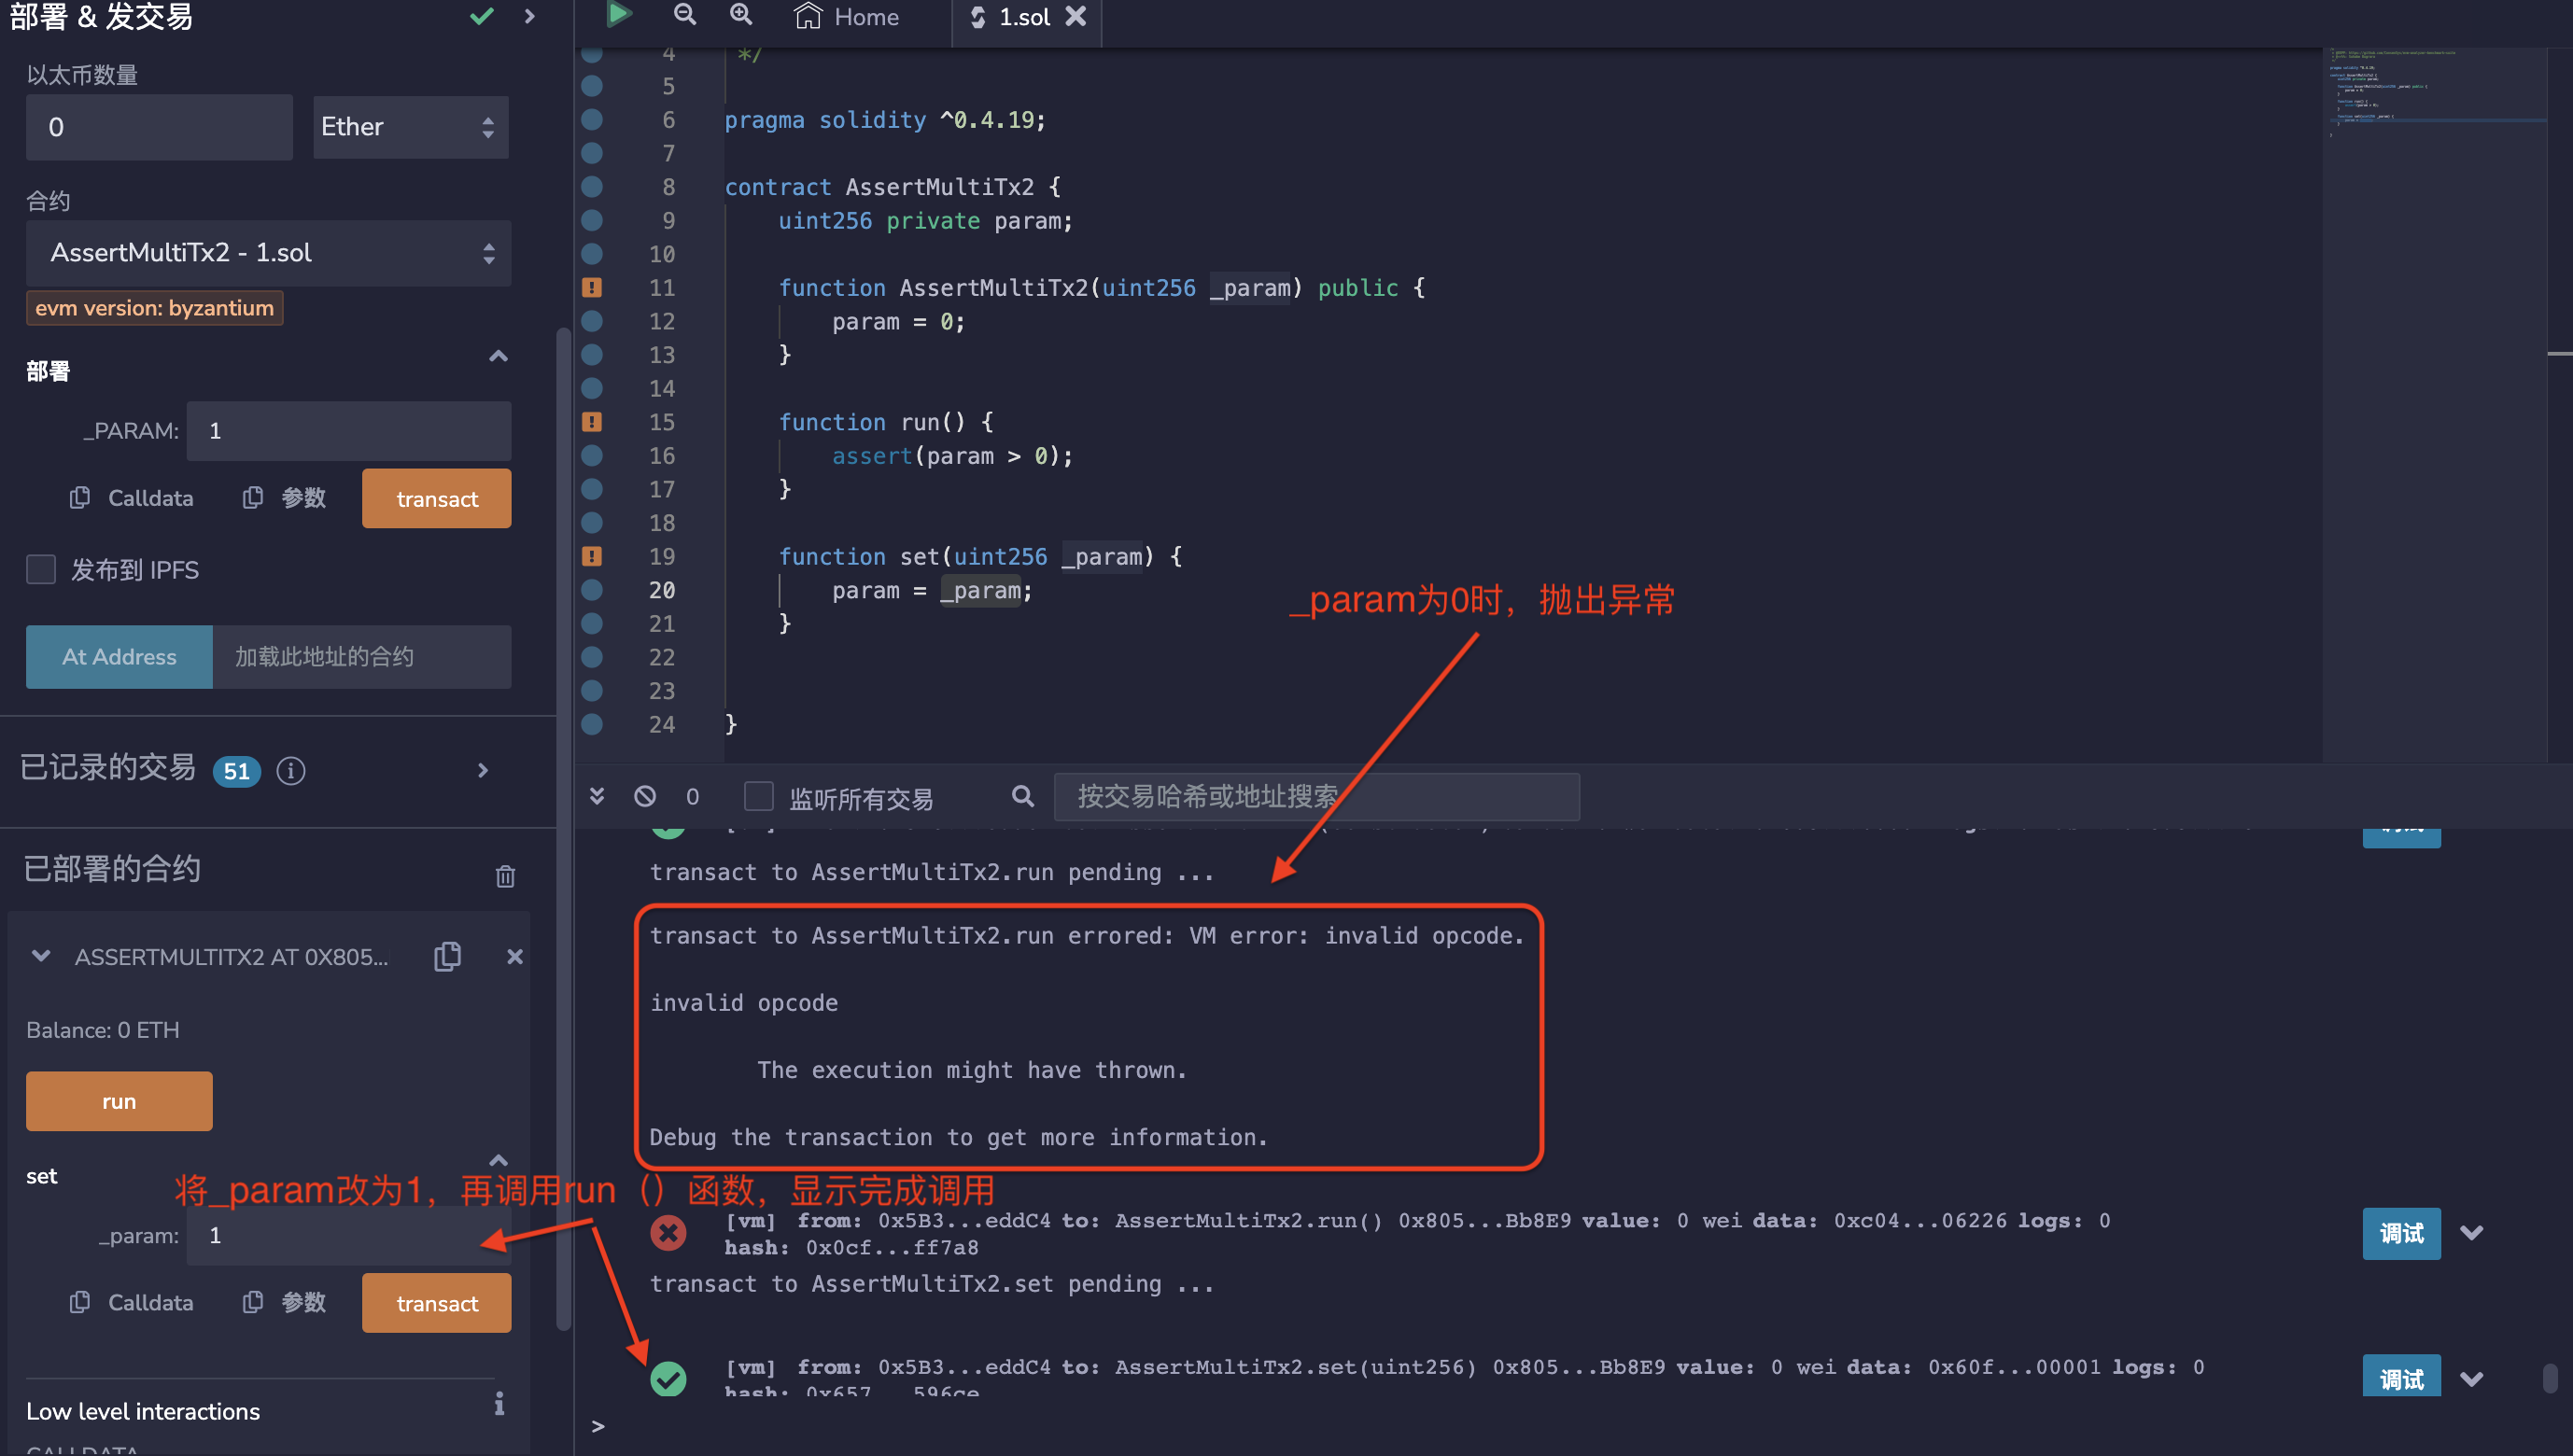 部署 & 发交易
以太币数量
0
Ether
合约
AssertMultiTx2 - 1.sol
evm version: byzantium
部署
_PARAM:
1
Calldata
参数
transact
发布到 IPFS
At Address
加载此地址的合约
已记录的交易
51
已部署的合约
ASSERTMULTITX2 AT 0X805...
Balance: 0 ETH
run
set
_param:
1
Calldata
参数
transact
Low level interactions
CALLDATA
Home
1.sol
4 */
5
6 pragma solidity ^0.4.19;
7
8 contract AssertMultiTx2 {
9 uint256 private param;
10
11 function AssertMultiTx2(uint256 _param) public {
12 param = 0;
13 }
14
15 function run() {
16 assert(param > 0);
17 }
18
19 function set(uint256 _param) {
20 param = _param;
21 }
22
23
24 }
_param为0时，抛出异常
0
监听所有交易
按交易哈希或地址搜索
transact to AssertMultiTx2.run pending ...
transact to AssertMultiTx2.run errored: VM error: invalid opcode.
invalid opcode
The execution might have thrown.
Debug the transaction to get more information.
将_param改为1，再调用run（）函数，显示完成调用
[vm] from: 0x5B3...eddC4 to: AssertMultiTx2.run() 0x805...Bb8E9 value: 0 wei data: 0xc04...06226 logs: 0
hash: 0x0cf...ff7a8
调试
transact to AssertMultiTx2.set pending ...
[vm] from: 0x5B3...eddC4 to: AssertMultiTx2.set(uint256) 0x805...Bb8E9 value: 0 wei data: 0x60f...00001 logs: 0
hash: 0x657...596ce
调试
>